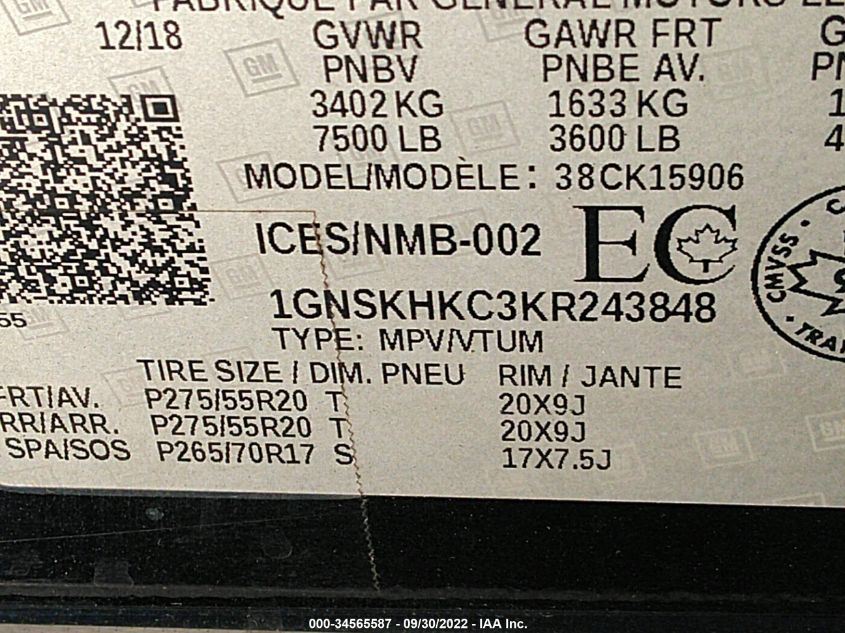 FABRIQUÉ PAR GENERAL MOTORS
12/18 GVWR GAWR FRT
PNBV PNBE AV.
3402 KG 1633 KG
7500 LB 3600 LB
MODEL/MODÈLE: 38CK15906
ICES/NMB-002 EC
1GNSKHKC3KR243848
TYPE: MPV/VTUM
TIRE SIZE / DIM. PNEU RIM / JANTE
FRT/AV. P275/55R20 T 20X9J
RR/ARR. P275/55R20 T 20X9J
SPA/SOS P265/70R17 S 17X7.5J
GM
CMVSS
000-34565587 - 09/30/2022 - IAA Inc.